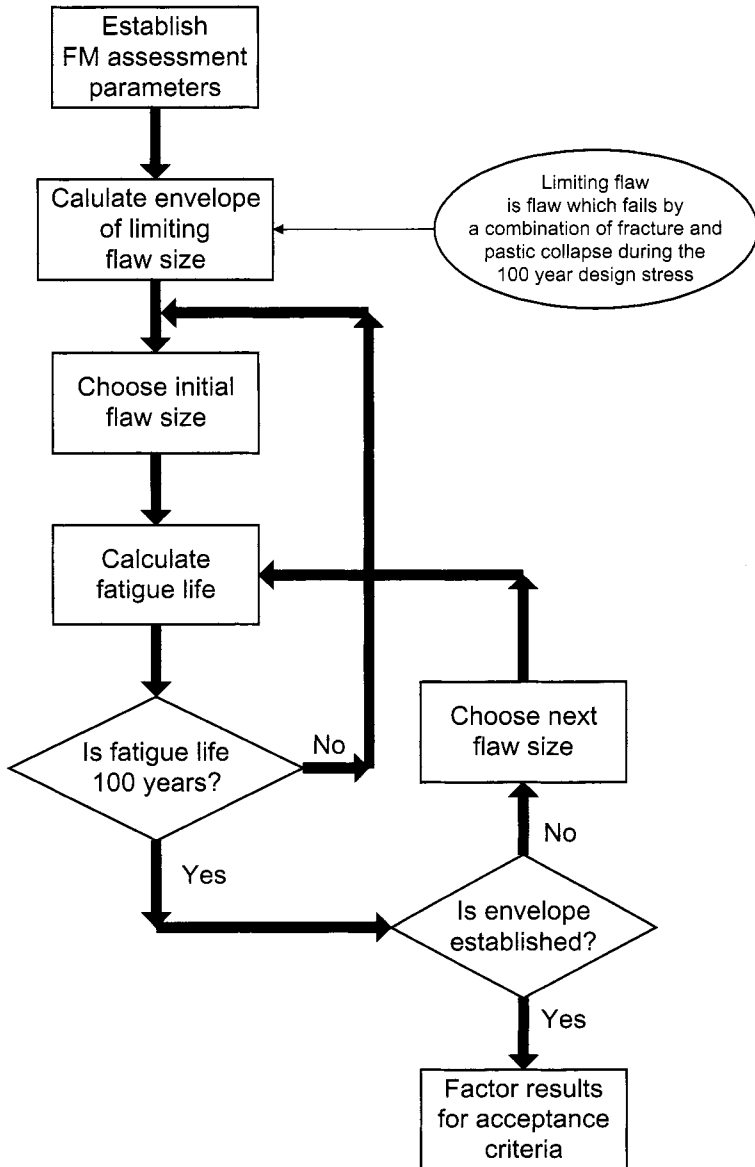 Establish
FM assessment
parameters
Calulate envelope
of limiting
flaw size
Limiting flaw
is flaw which fails by
a combination of fracture and
pastic collapse during the
100 year design stress
Choose initial
flaw size
Calculate
fatigue life
Is fatigue life
100 years?
No
Choose next
flaw size
Yes
No
Is envelope
established?
Yes
Factor results
for acceptance
criteria